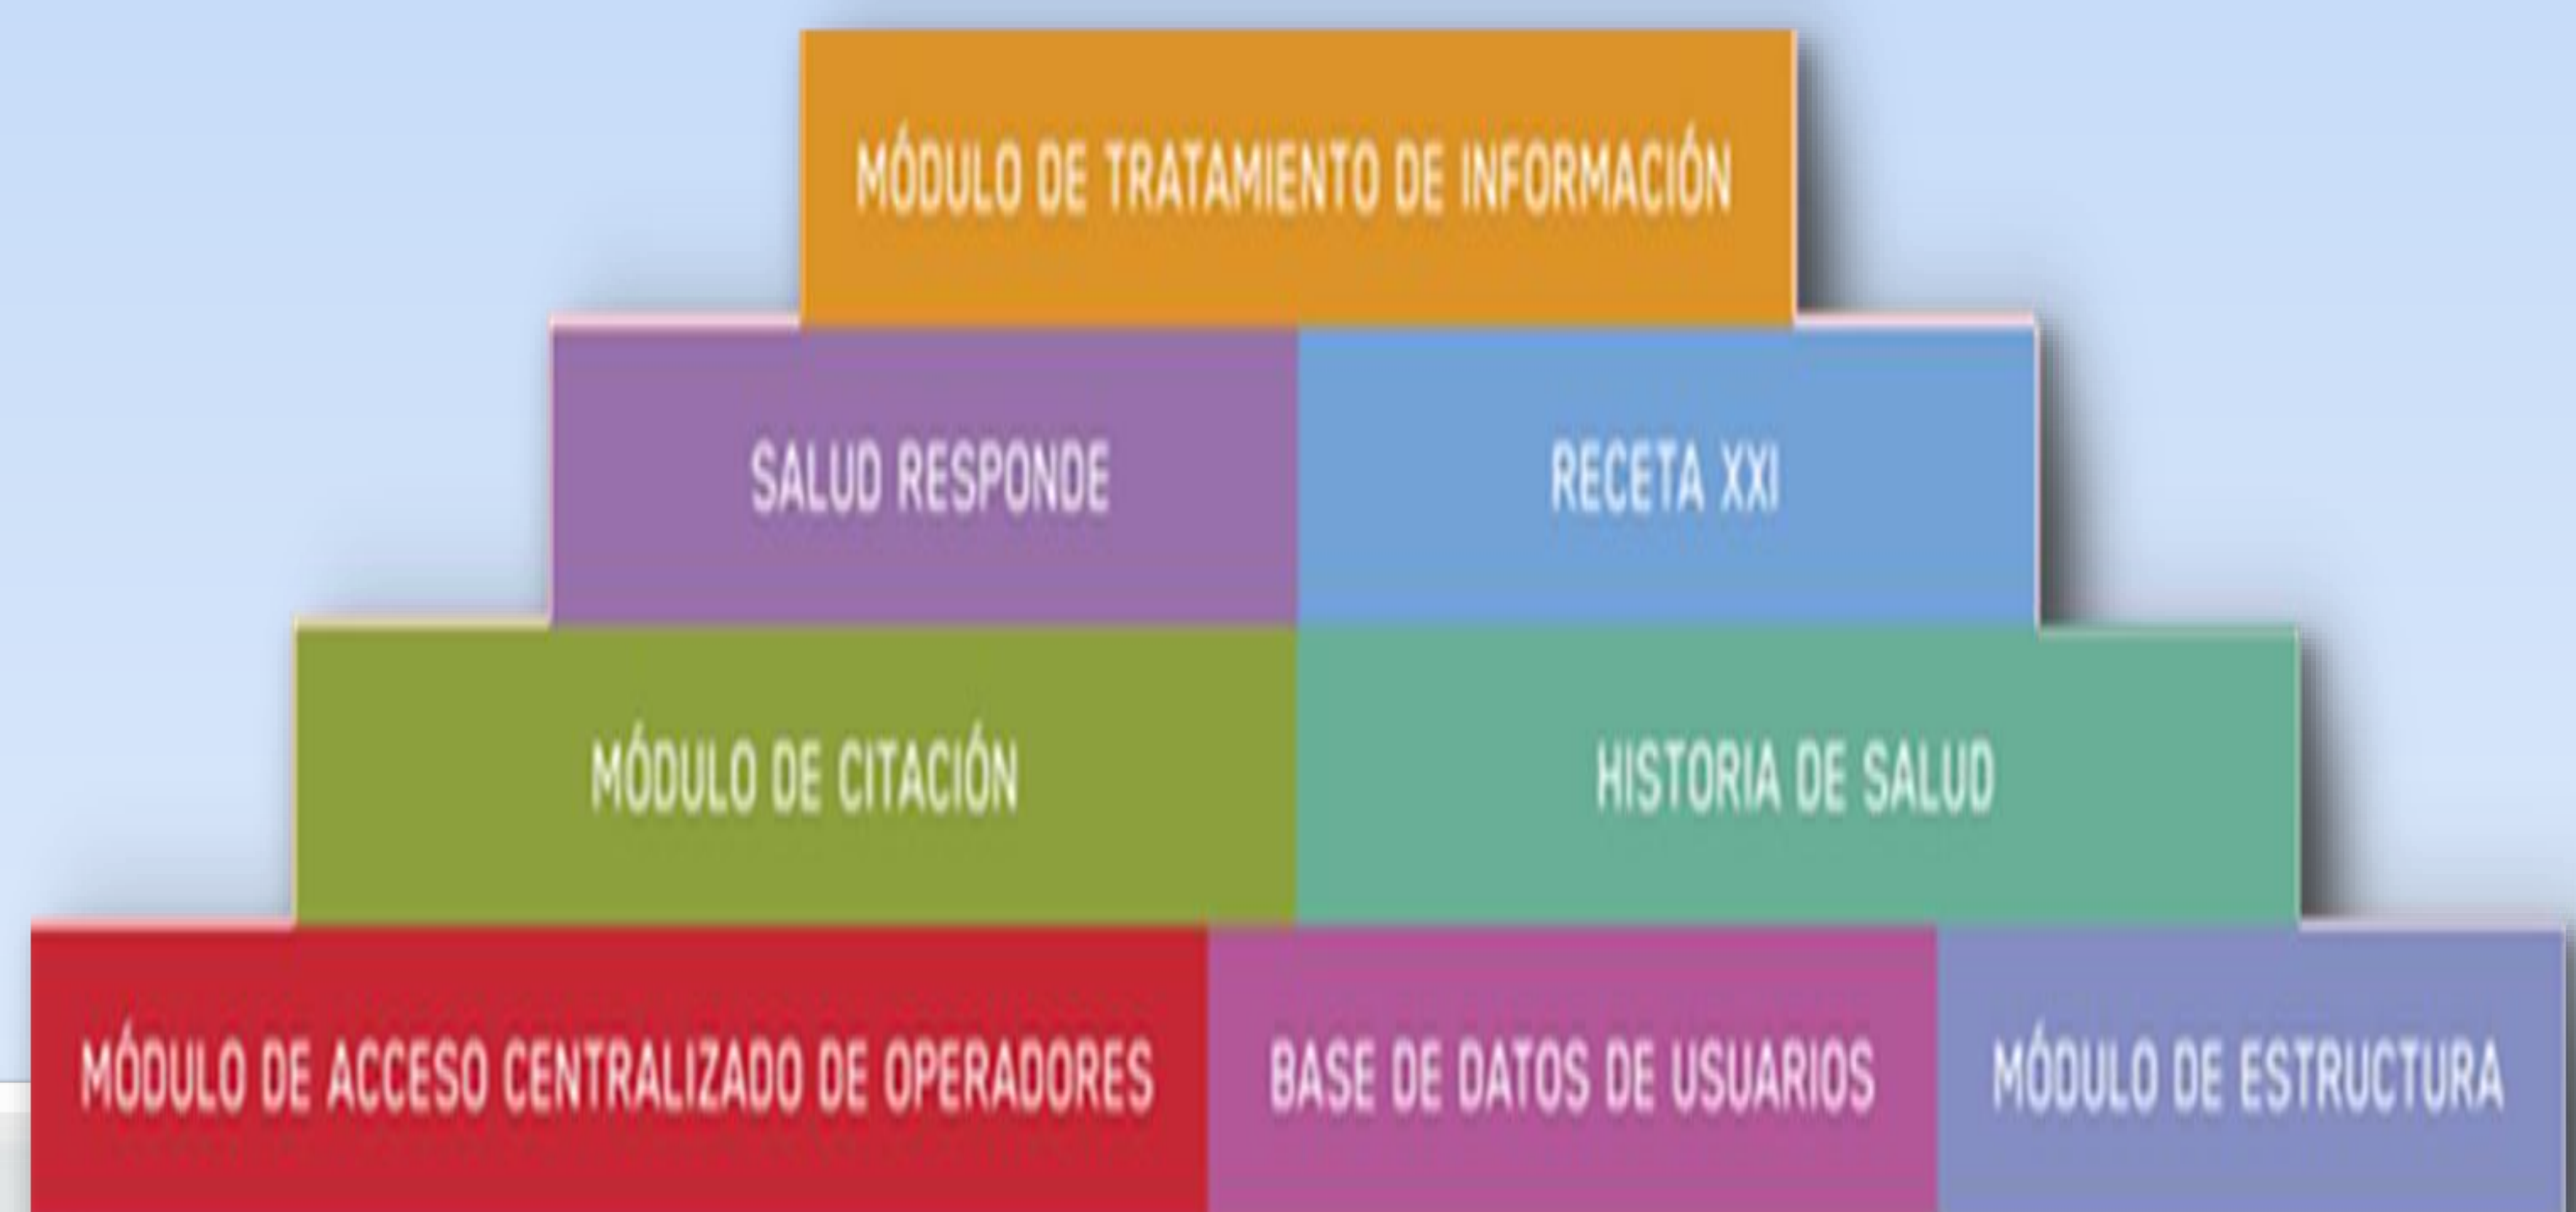 MÓDULO DE TRATAMIENTO DE INFORMACIÓN
SALUD RESPONDE
RECETA XXI
MÓDULO DE CITACIÓN
HISTORIA DE SALUD
MÓDULO DE ACCESO CENTRALIZADO DE OPERADORES
BASE DE DATOS DE USUARIOS
MÓDULO DE ESTRUCTURA